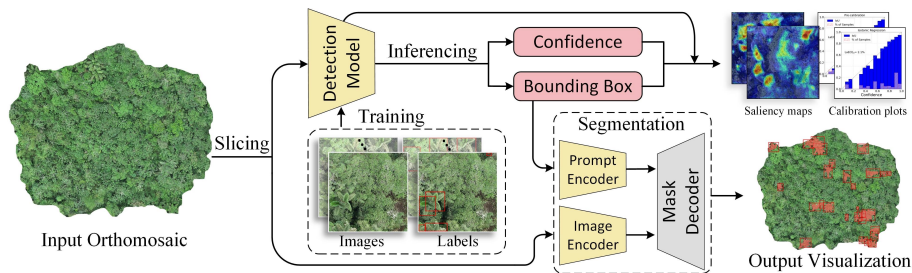 Input Orthomosaic
Slicing
Detection
Model
Inferencing
Confidence
Bounding Box
Training
Images
Labels
Segmentation
Prompt
Encoder
Image
Encoder
Mask
Decoder
Saliency maps
Confidence
Calibration plots
Output Visualization